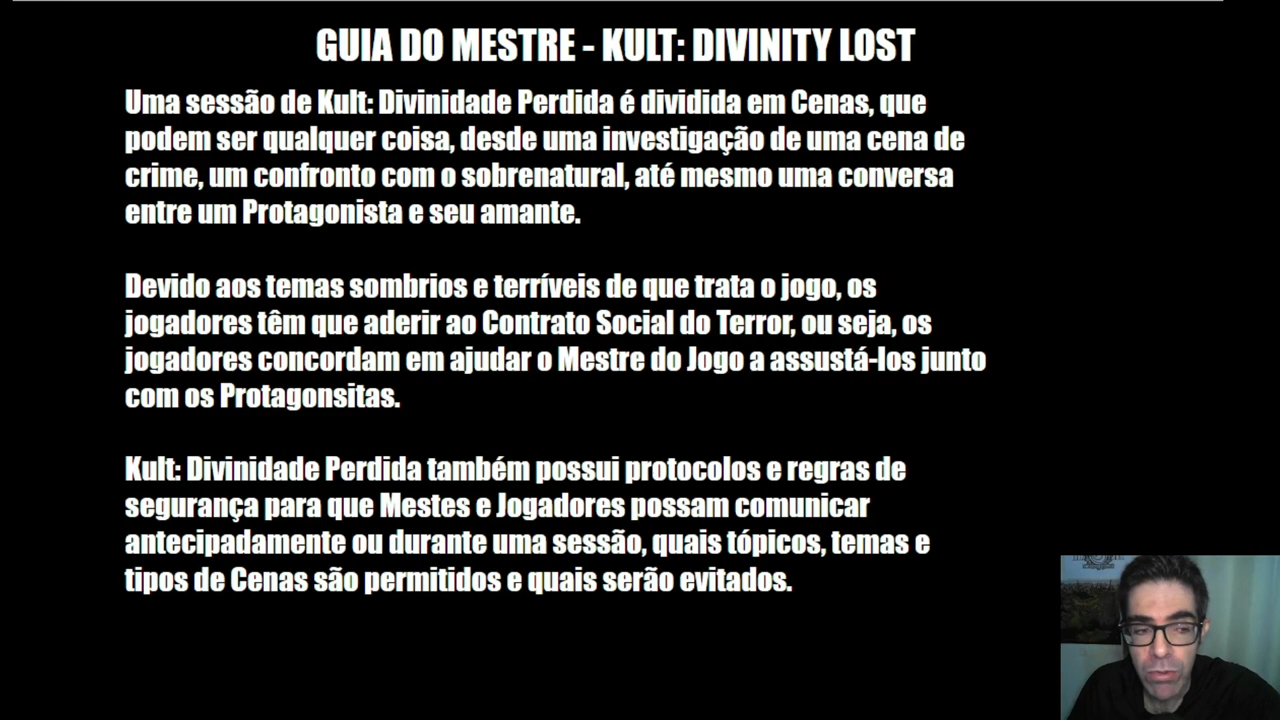 GUIA DO MESTRE - KULT: DIVINITY LOST
Uma sessão de Kult: Divinidade Perdida é dividida em Cenas, que
podem ser qualquer coisa, desde uma investigação de uma cena de
crime, um confronto com o sobrenatural, até mesmo uma conversa
entre um Protagonista e seu amante.
Devido aos temas sombrios e terríveis de que trata o jogo, os
jogadores têm que aderir ao Contrato Social do Terror, ou seja, os
jogadores concordam em ajudar o Mestre do Jogo a assustá-los junto
com os Protagonsitas.
Kult: Divinidade Perdida também possui protocolos e regras de
segurança para que Mestes e Jogadores possam comunicar
antecipadamente ou durante uma sessão, quais tópicos, temas e
tipos de Cenas são permitidos e quais serão evitados.